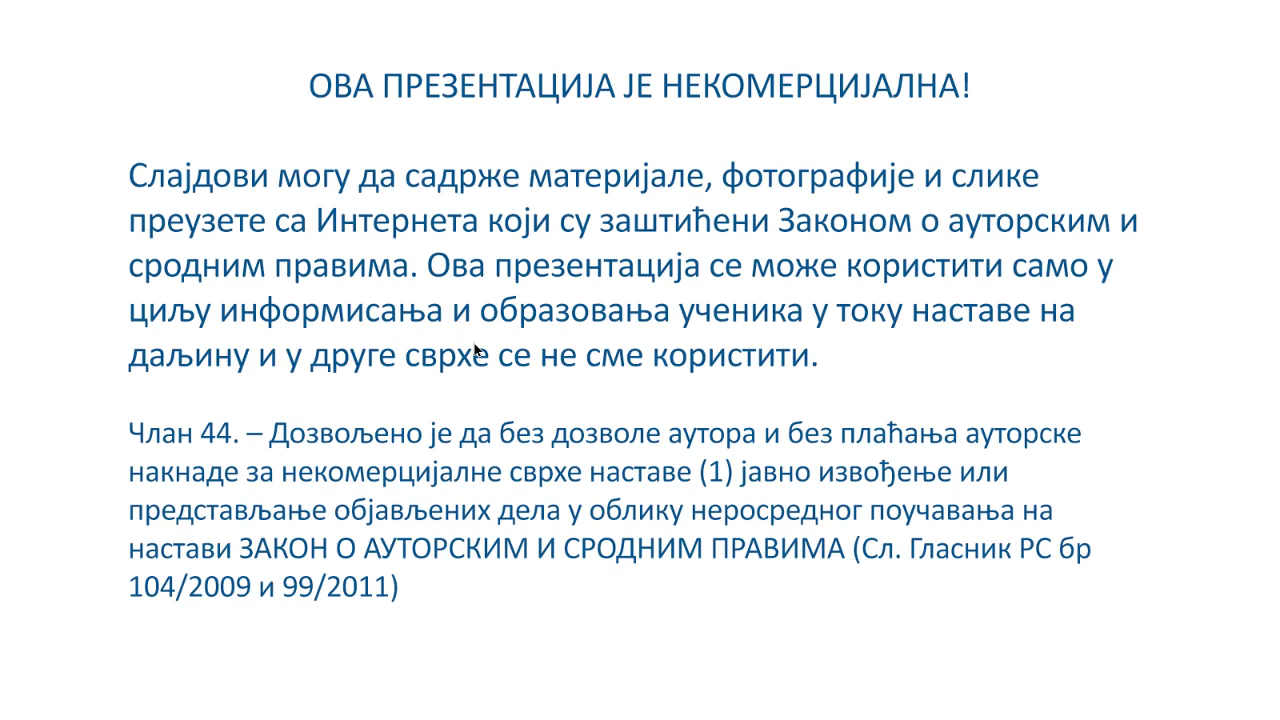 ОВА ПРЕЗЕНТАЦИЈА ЈЕ НЕКОМЕРЦИЈАЛНА!
Слајдови могу да садрже материјале, фотографије и слике
преузете са Интернета који су заштићени Законом о ауторским и
сродним правима. Ова презентација се може користити само у
циљу информисања и образовања ученика у току наставе на
даљину и у друге сврхе се не сме користити.
Члан 44. – Дозвољено је да без дозволе аутора и без плаћања ауторске
накнаде за некомерцијалне сврхе наставе (1) јавно извођење или
представљање објављених дела у облику неросредног поучавања на
настави ЗАКОН О АУТОРСКИМ И СРОДНИМ ПРАВИМА (Сл. Гласник РС бр
104/2009 и 99/2011)